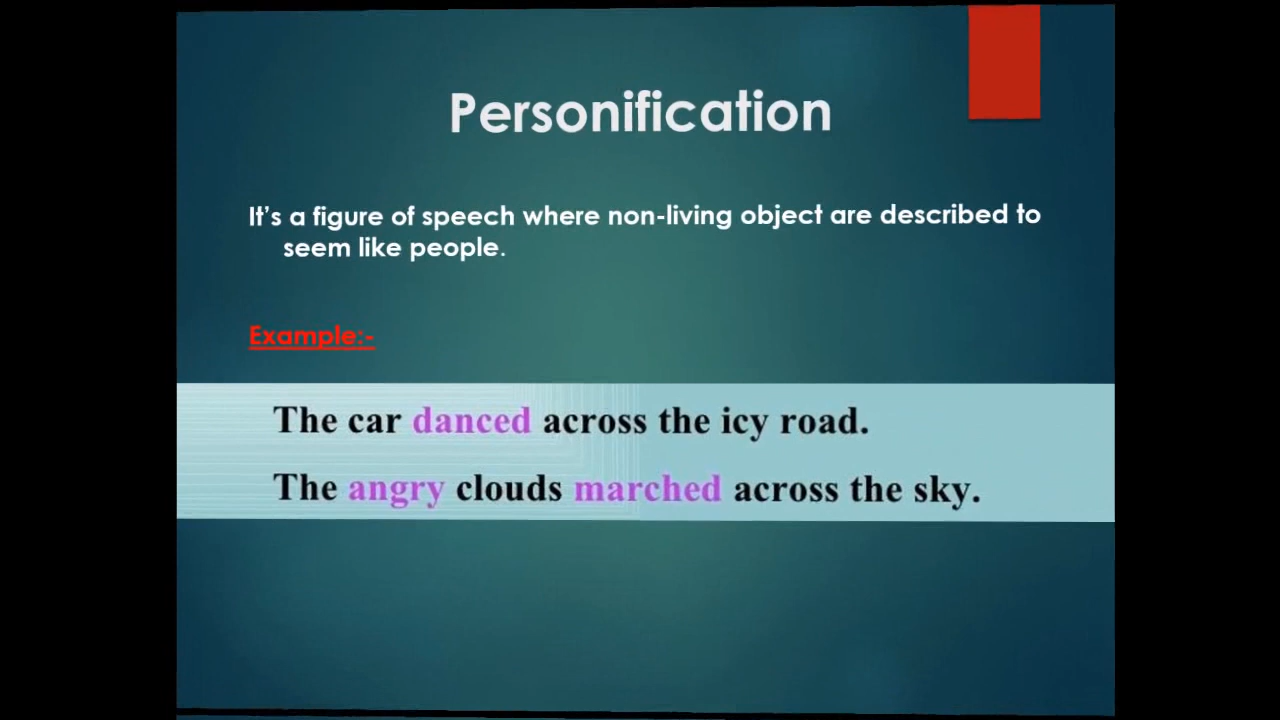 Personification
It's a figure of speech where non-living object are described to
seem like people.
Example:-
The car danced across the icy road.
The angry clouds marched across the sky.